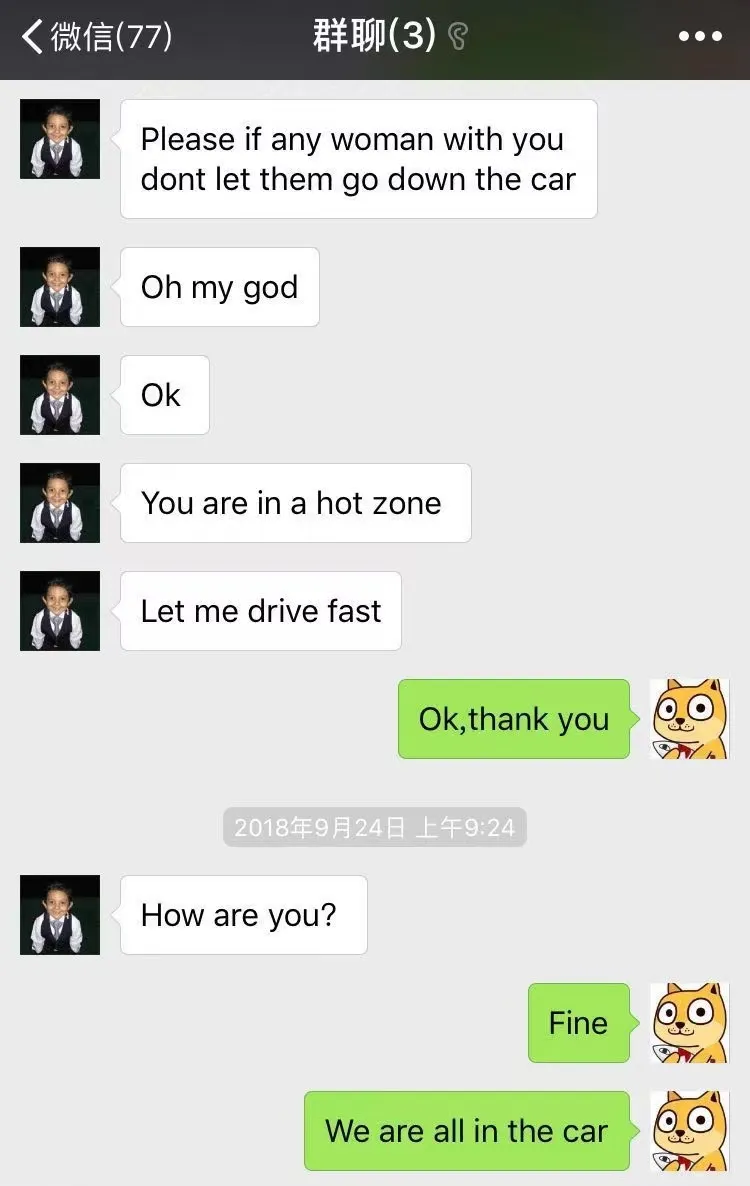 微信(77)
群聊(3)
Please if any woman with you
dont let them go down the car
Oh my god
Ok
You are in a hot zone
Let me drive fast
Ok,thank you
2018年9月24日 上午9:24
How are you?
Fine
We are all in the car